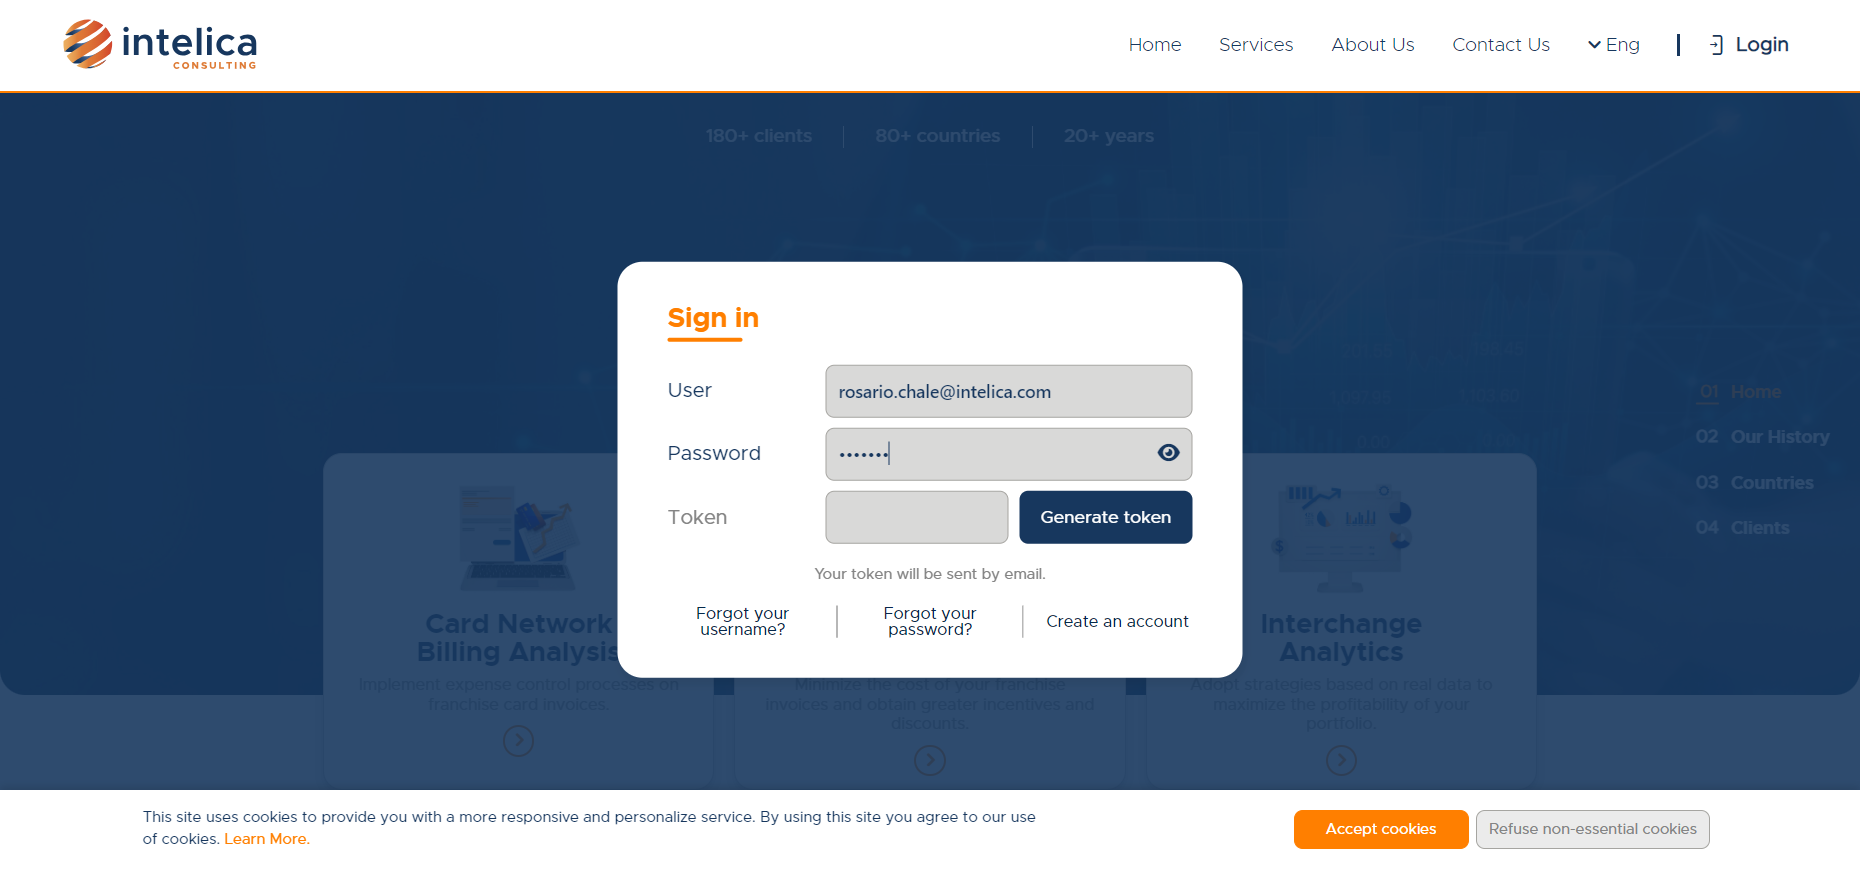 intelica
CONSULTING
Home
Services
About Us
Contact Us
Eng
Login
180+ clients
80+ countries
20+ years
Sign in
User
rosario.chale@intelica.com
Password
•••••••
Token
Generate token
Your token will be sent by email.
Forgot your
username?
Forgot your
password?
Create an account
01 Home
02 Our History
03 Countries
04 Clients
Card Network
Billing Analysis
Implement expense control processes on
franchise card invoices.
Minimize the cost of your franchise
invoices and obtain greater incentives and
discounts.
Interchange
Analytics
Adopt strategies based on real data to
maximize the profitability of your
portfolio.
This site uses cookies to provide you with a more responsive and personalize service. By using this site you agree to our use
of cookies. Learn More.
Accept cookies
Refuse non-essential cookies